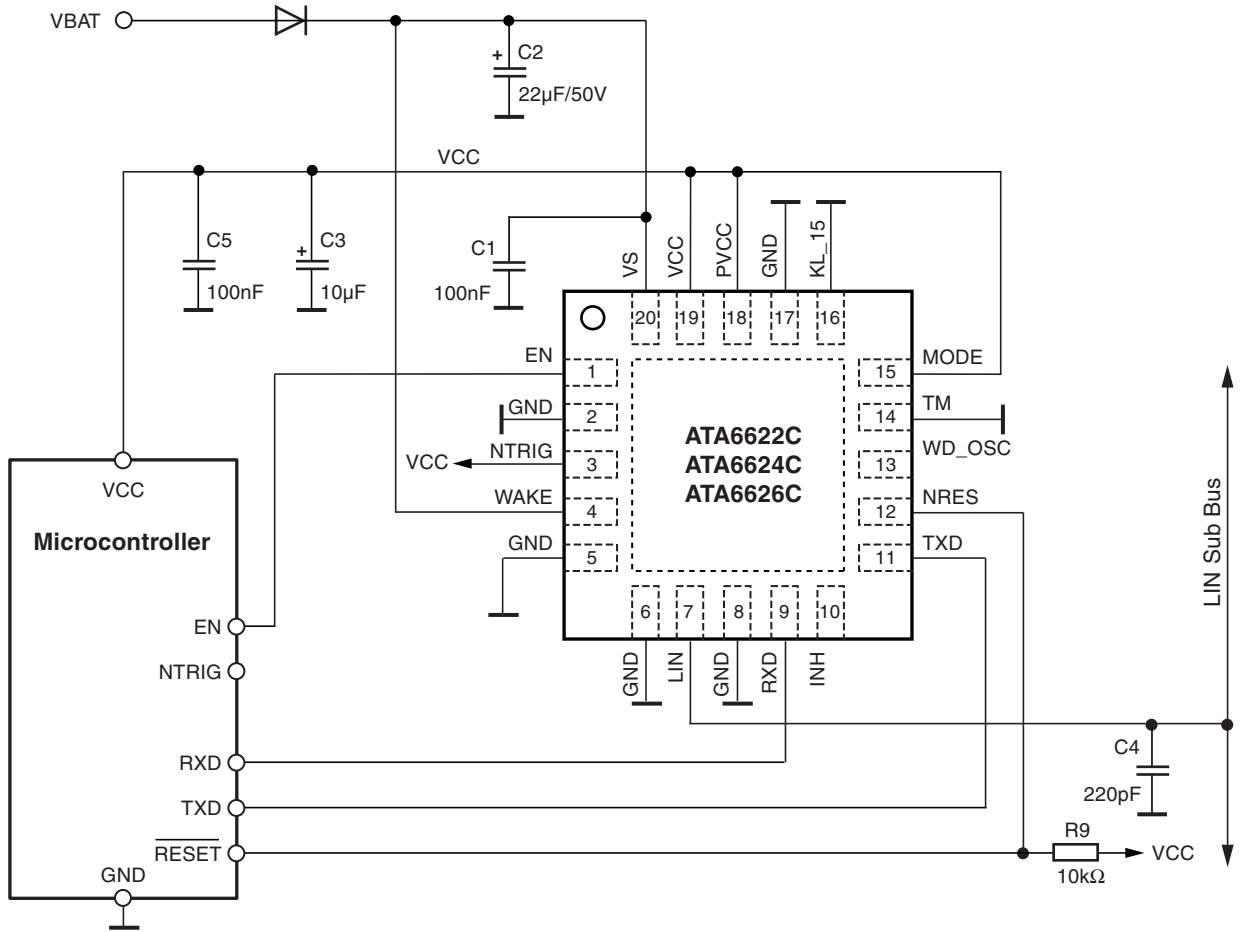 VBAT
+
C2
22µF/50V
VCC
C5
100nF
+
C3
10µF
C1
100nF
VS
VCC
PVCC
GND
KL_15
20
19
18
17
16
EN
1
GND
2
VCC
NTRIG
3
WAKE
4
GND
5
ATA6622C
ATA6624C
ATA6626C
MODE
15
TM
14
WD_OSC
13
NRES
12
TXD
11
6
7
8
9
10
GND
LIN
GND
RXD
INH
LIN Sub Bus
VCC
Microcontroller
EN
NTRIG
RXD
TXD
RESET
GND
C4
220pF
R9
10kΩ
VCC